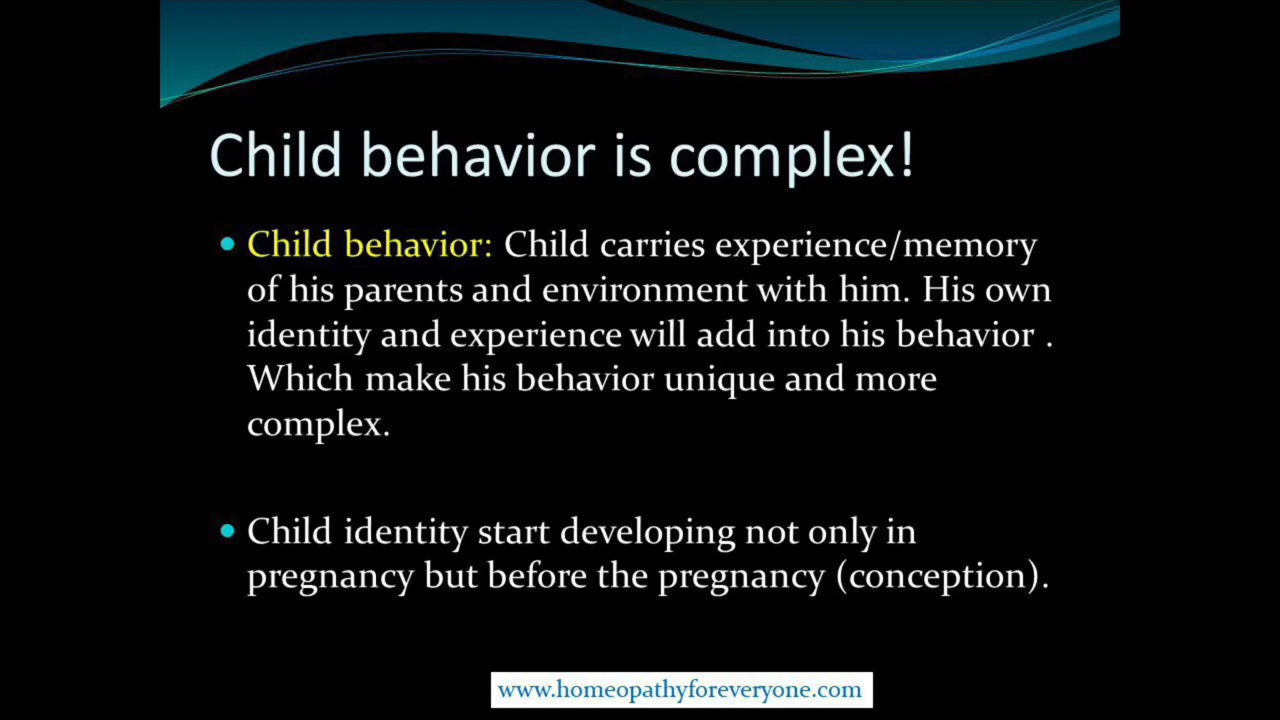 Child behavior is complex!
Child behavior: Child carries experience/memory
of his parents and environment with him. His own
identity and experience will add into his behavior .
Which make his behavior unique and more
complex.
Child identity start developing not only in
pregnancy but before the pregnancy (conception).
www.homeopathyforeveryone.com